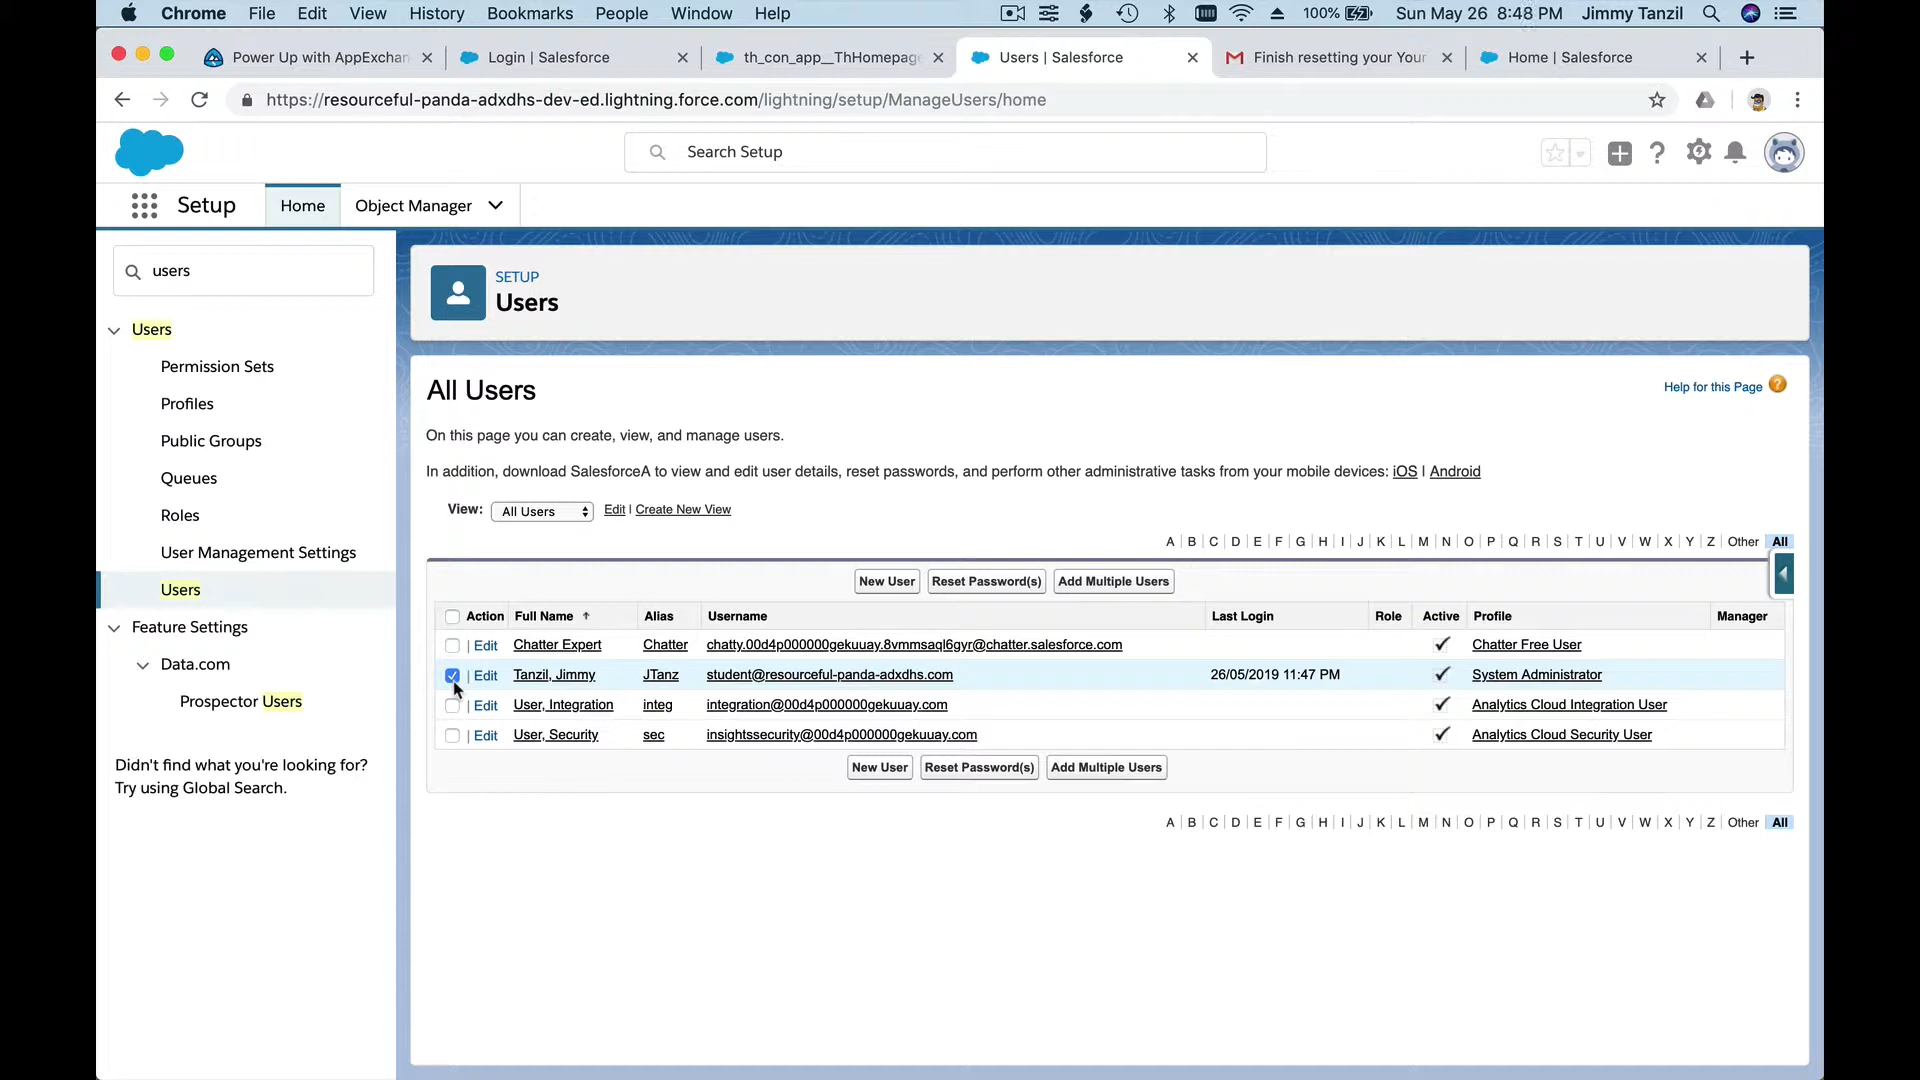 Chrome File Edit View History Bookmarks People Window Help 100% Sun May 26 8:48 PM Jimmy Tanzil
Power Up with AppExchan Login | Salesforce th_con_app__ThHomepage Users | Salesforce Finish resetting your Your Home | Salesforce
https://resourceful-panda-adxdhs-dev-ed.lightning.force.com/lightning/setup/ManageUsers/home
Search Setup
Setup Home Object Manager
users
Users
Permission Sets
Profiles
Public Groups
Queues
Roles
User Management Settings
Users
Feature Settings
Data.com
Prospector Users
Didn't find what you're looking for?
Try using Global Search.
SETUP
Users
All Users
Help for this Page ?
On this page you can create, view, and manage users.
In addition, download SalesforceA to view and edit user details, reset passwords, and perform other administrative tasks from your mobile devices: iOS | Android
View: All Users Edit | Create New View
A | B | C | D | E | F | G | H | I | J | K | L | M | N | O | P | Q | R | S | T | U | V | W | X | Y | Z | Other All
New User Reset Password(s) Add Multiple Users
Action Full Name Alias Username Last Login Role Active Profile Manager
| Edit Chatter Expert Chatter chatty.00d4p000000gekuuay.8vmmsaql6gyr@chatter.salesforce.com Chatter Free User
| Edit Tanzil, Jimmy JTanz student@resourceful-panda-adxdhs.com 26/05/2019 11:47 PM System Administrator
| Edit User, Integration integ integration@00d4p000000gekuuay.com Analytics Cloud Integration User
| Edit User, Security sec insightssecurity@00d4p000000gekuuay.com Analytics Cloud Security User
New User Reset Password(s) Add Multiple Users
A | B | C | D | E | F | G | H | I | J | K | L | M | N | O | P | Q | R | S | T | U | V | W | X | Y | Z | Other All